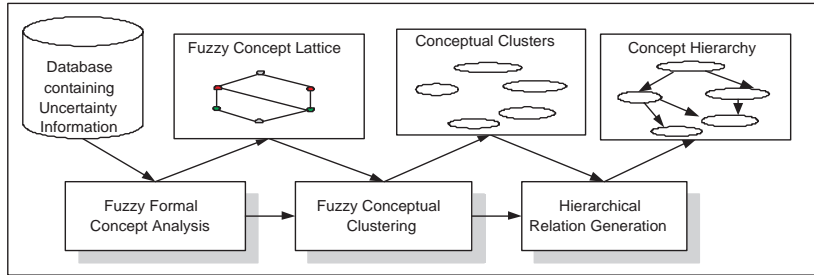 Database
containing
Uncertainty
Information
Fuzzy Concept Lattice
Conceptual Clusters
Concept Hierarchy
Fuzzy Formal
Concept Analysis
Fuzzy Conceptual
Clustering
Hierarchical
Relation Generation